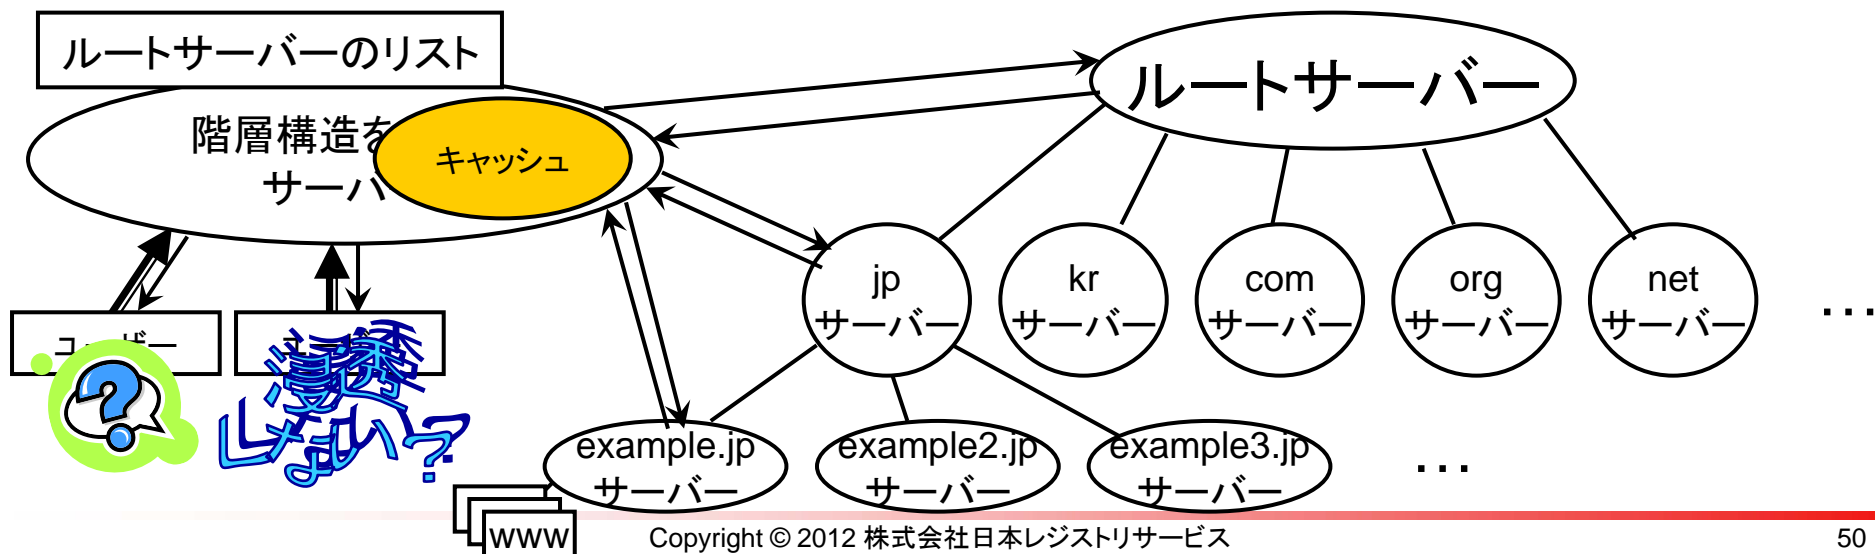 ルートサーバーのリスト
ルートサーバー
階層構造を
サーバ
キャッシュ
jp
サーバー
kr
サーバー
com
サーバー
org
サーバー
net
サーバー
…
ユーザー
?
浸透
しない?
example.jp
サーバー
example2.jp
サーバー
example3.jp
サーバー
…
www
Copyright © 2012 株式会社日本レジストリサービス
50